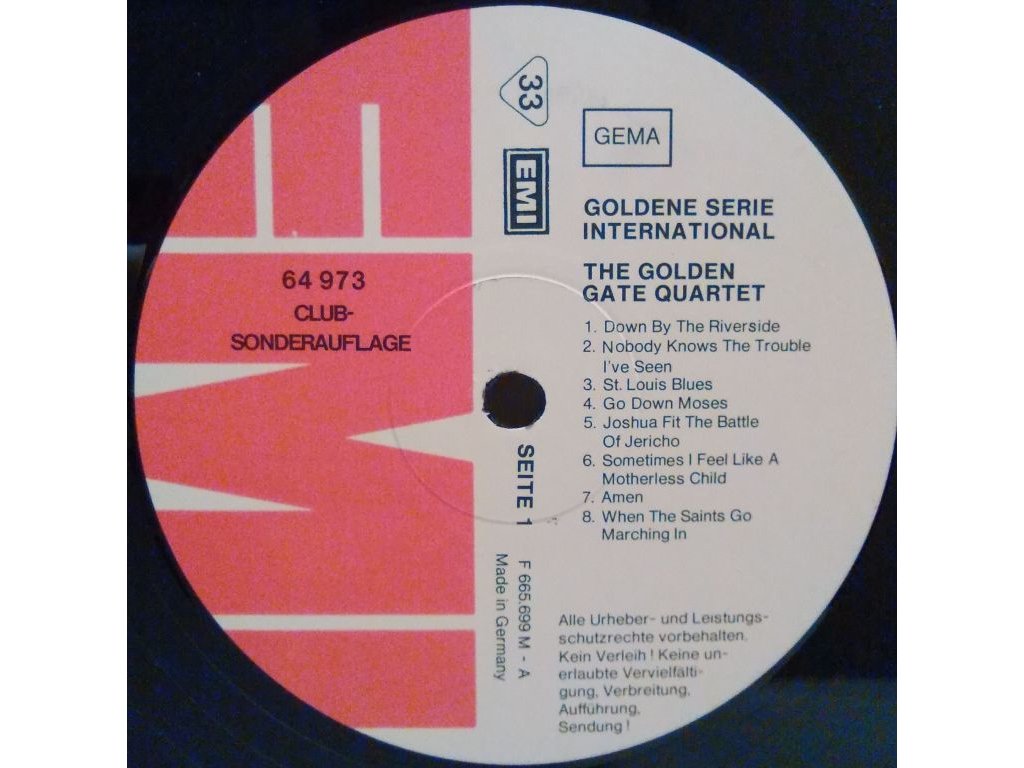 64 973
CLUB-
SONDERAUFLAGE
33
EMI
GEMA
GOLDENE SERIE
INTERNATIONAL
THE GOLDEN
GATE QUARTET
1. Down By The Riverside
2. Nobody Knows The Trouble
I've Seen
3. St. Louis Blues
4. Go Down Moses
5. Joshua Fit The Battle
Of Jericho
6. Sometimes I Feel Like A
Motherless Child
7. Amen
8. When The Saints Go
Marching In
SEITE 1
F 665.699 M - A
Made in Germany
Alle Urheber- und Leistungs-
schutzrechte vorbehalten.
Kein Verleih! Keine un-
erlaubte Vervielfälti-
gung, Verbreitung,
Aufführung,
Sendung!